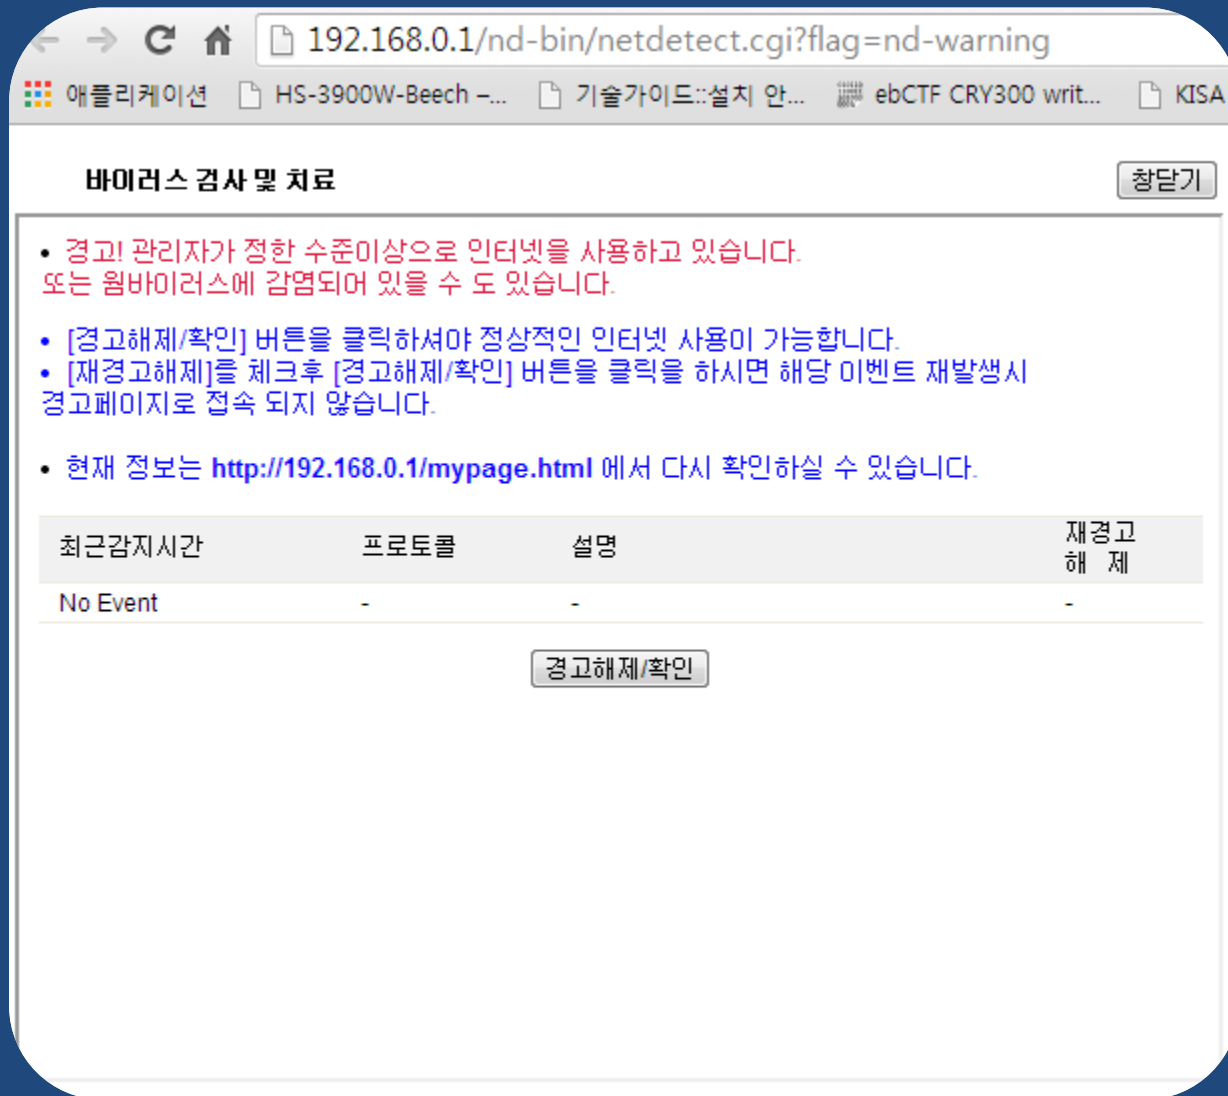 192.168.0.1/nd-bin/netdetect.cgi?flag=nd-warning
애플리케이션 HS-3900W-Beech –... 기술가이드::설치 안... ebCTF CRY300 writ... KISA
바이러스 검사 및 치료 창닫기
• 경고! 관리자가 정한 수준이상으로 인터넷을 사용하고 있습니다.
또는 웜바이러스에 감염되어 있을 수 도 있습니다.
• [경고해제/확인] 버튼을 클릭하셔야 정상적인 인터넷 사용이 가능합니다.
• [재경고해제]를 체크후 [경고해제/확인] 버튼을 클릭을 하시면 해당 이벤트 재발생시
경고페이지로 접속 되지 않습니다.
• 현재 정보는 http://192.168.0.1/mypage.html 에서 다시 확인하실 수 있습니다.
최근감지시간 프로토콜 설명 재경고
해 제
No Event - - -
경고해제/확인